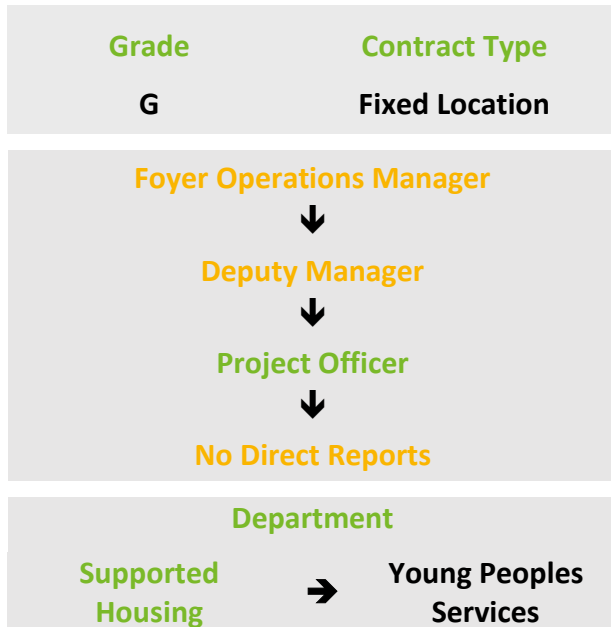 Grade Contract Type
G Fixed Location
Foyer Operations Manager
Deputy Manager
Project Officer
No Direct Reports
Department
Supported Young Peoples
Housing Services